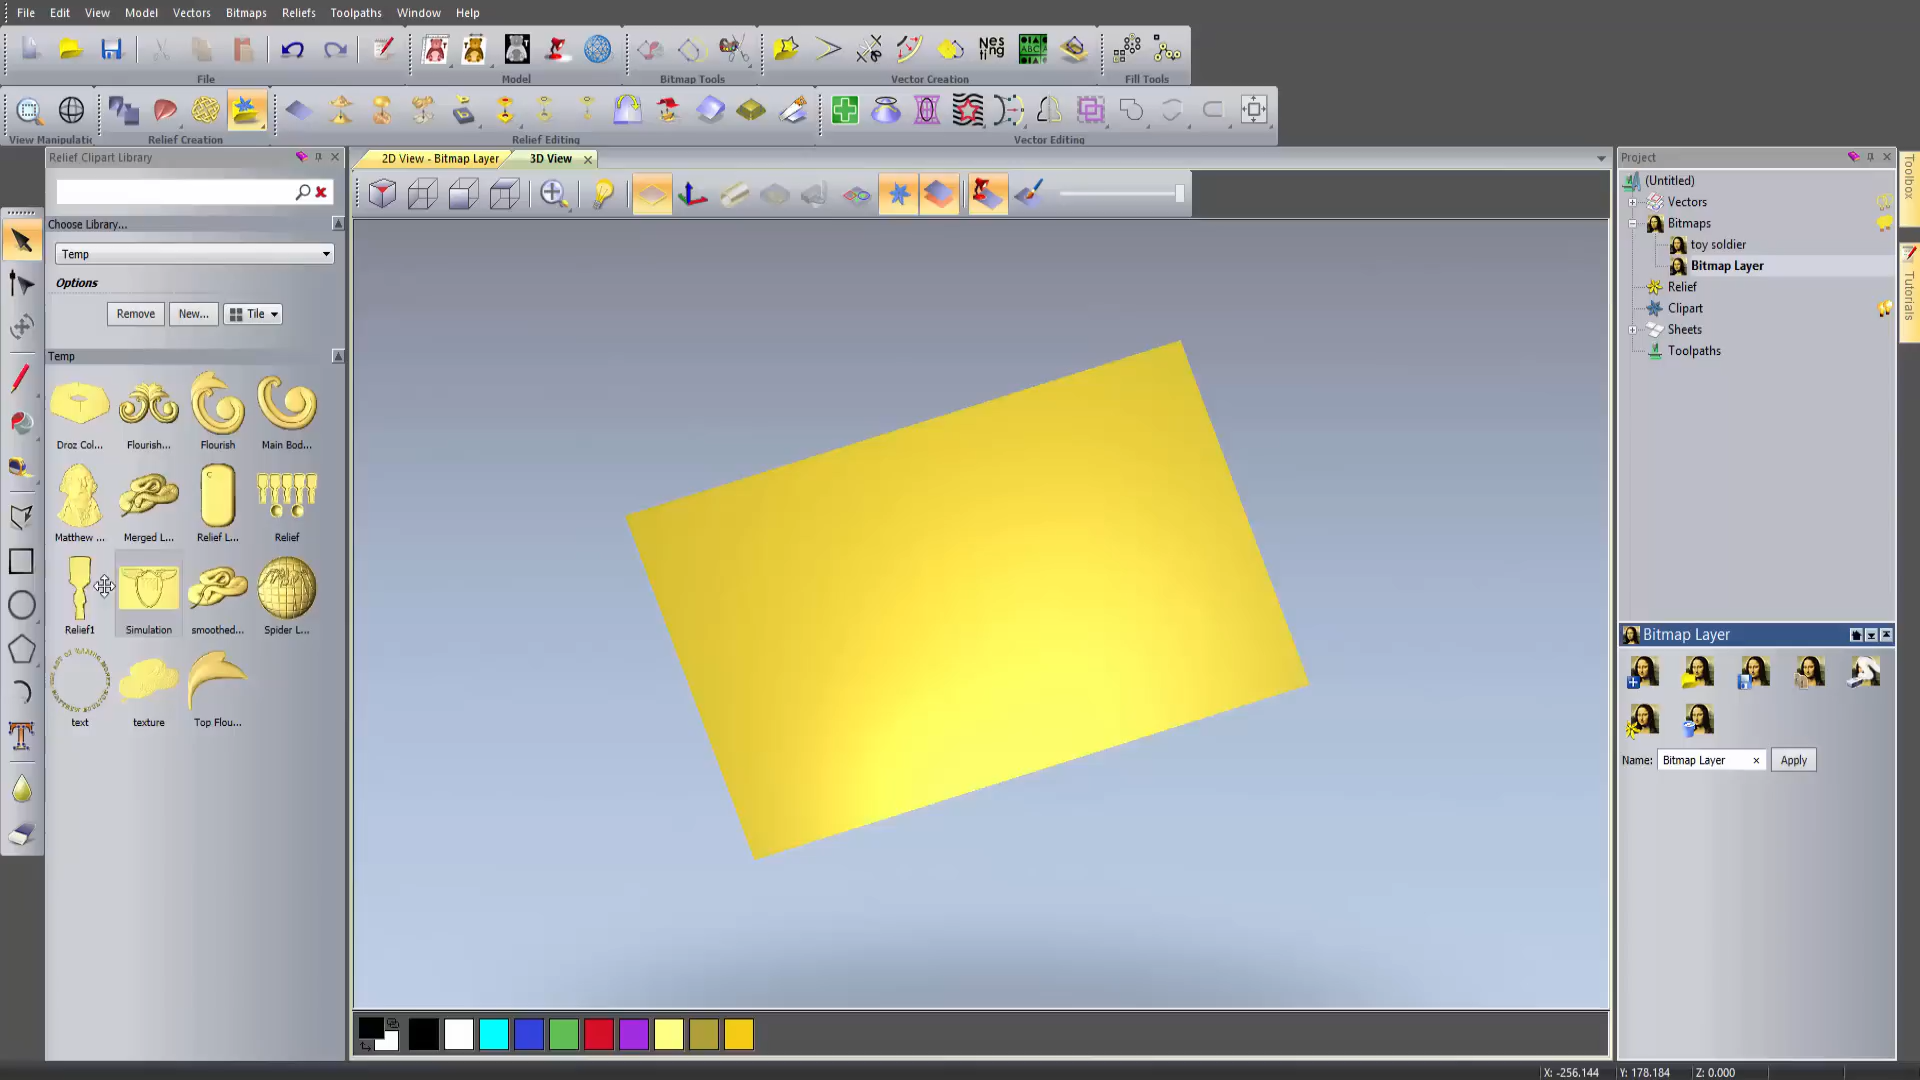 File Edit View Model Vectors Bitmaps Reliefs Toolpaths Window Help
Nes
ting
ABC
File Model Bitmap Tools Vector Creation Fill Tools
View Manipulatic Relief Creation Relief Editing Vector Editing
Relief Clipart Library
2D View - Bitmap Layer 3D View
Project
Toolbox
Tutorials
Choose Library...
Temp
Options
Remove New... Tile
Temp
Droz Col... Flourish... Flourish Main Bod...
Matthew ... Merged L... Relief L... Relief
Relief1 Simulation smoothed... Spider L...
text texture Top Flou...
(Untitled)
Vectors
Bitmaps
toy soldier
Bitmap Layer
Relief
Clipart
Sheets
Toolpaths
Bitmap Layer
Name: Bitmap Layer × Apply
X: -256.144 Y: 178.184 Z: 0.000